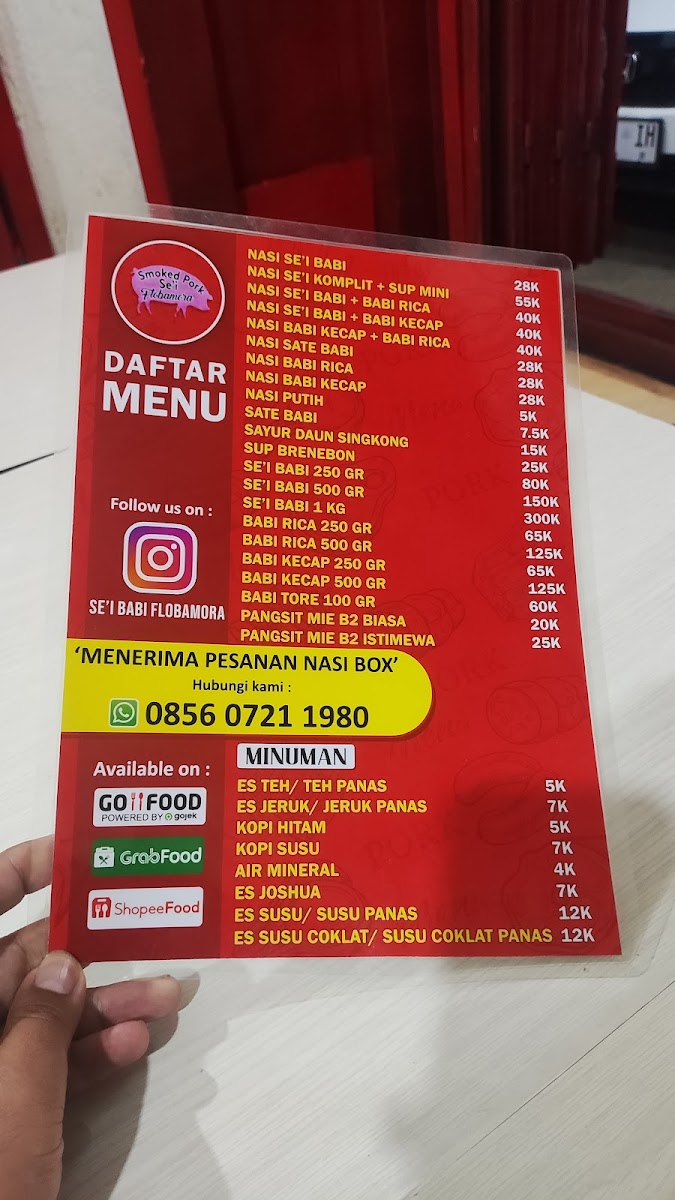 Smoked Pork
Se'i
Flobamora
DAFTAR
MENU
NASI SE'I BABI 28K
NASI SE'I KOMPLIT + SUP MINI 55K
NASI SE'I BABI + BABI RICA 40K
NASI SE'I BABI + BABI KECAP 40K
NASI BABI KECAP + BABI RICA 40K
NASI SATE BABI 28K
NASI BABI RICA 28K
NASI BABI KECAP 28K
NASI PUTIH 5K
SATE BABI 7.5K
SAYUR DAUN SINGKONG 15K
SUP BRENEBON 25K
SE'I BABI 250 GR 80K
SE'I BABI 500 GR 150K
SE'I BABI 1 KG 300K
BABI RICA 250 GR 65K
BABI RICA 500 GR 125K
BABI KECAP 250 GR 65K
BABI KECAP 500 GR 125K
BABI TORE 100 GR 60K
PANGSIT MIE B2 BIASA 20K
PANGSIT MIE B2 ISTIMEWA 25K
Follow us on :
SE'I BABI FLOBAMORA
'MENERIMA PESANAN NASI BOX'
Hubungi kami :
0856 0721 1980
MINUMAN
ES TEH/ TEH PANAS 5K
ES JERUK/ JERUK PANAS 7K
KOPI HITAM 5K
KOPI SUSU 7K
AIR MINERAL 4K
ES JOSHUA 7K
ES SUSU/ SUSU PANAS 12K
ES SUSU COKLAT/ SUSU COKLAT PANAS 12K
Available on :
GO FOOD
POWERED BY gojek
GrabFood
ShopeeFood
PORK
PORK
PORK
IH